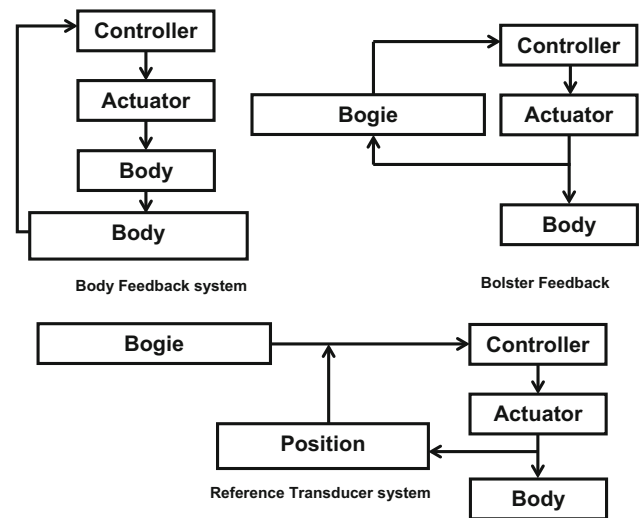 Controller
Actuator
Body
Body
Body Feedback system
Controller
Bogie
Actuator
Body
Bolster Feedback
Bogie
Controller
Actuator
Position
Body
Reference Transducer system